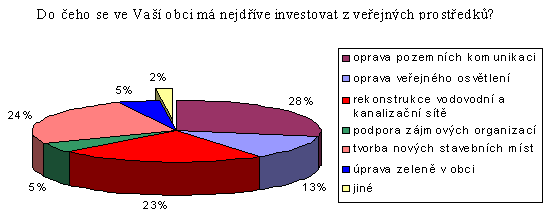 Do čeho se ve Vaší obci má nejdříve investovat z veřejných prostředků?
2%
5%
28%
24%
5%
23%
13%
oprava pozemních komunikací
oprava veřejného osvětlení
rekonstrukce vodovodní a
kanalizační sítě
podpora zájmových organizací
tvorba nových stavebních míst
úprava zeleně v obci
jiné